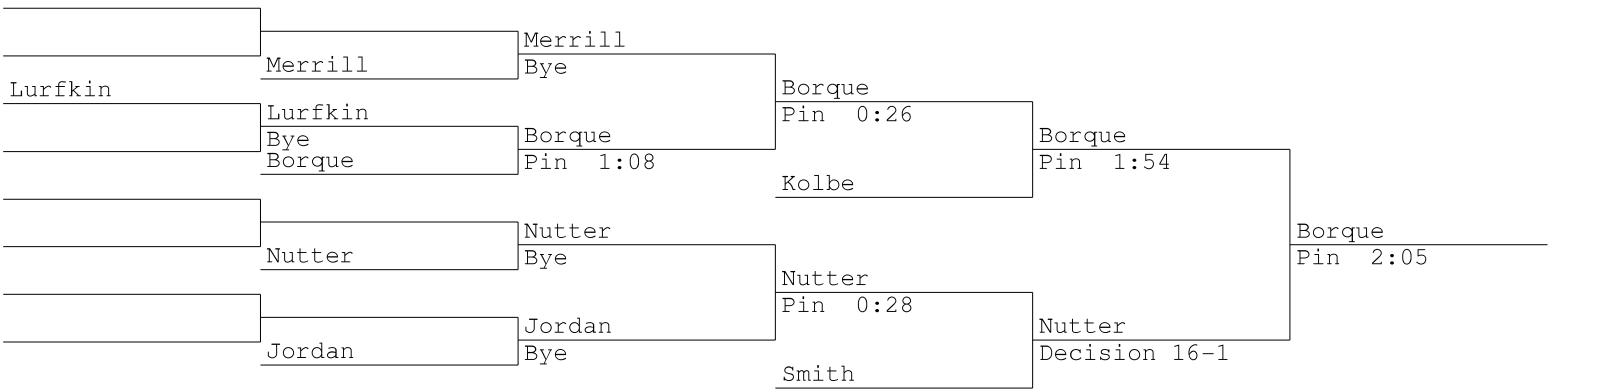 Merrill
Merrill
Bye
Lurfkin
Borque
Pin 0:26
Lurfkin
Bye
Borque
Borque
Pin 1:08
Borque
Pin 1:54
Kolbe
Nutter
Nutter
Bye
Borque
Pin 2:05
Nutter
Pin 0:28
Jordan
Jordan
Bye
Nutter
Decision 16-1
Smith